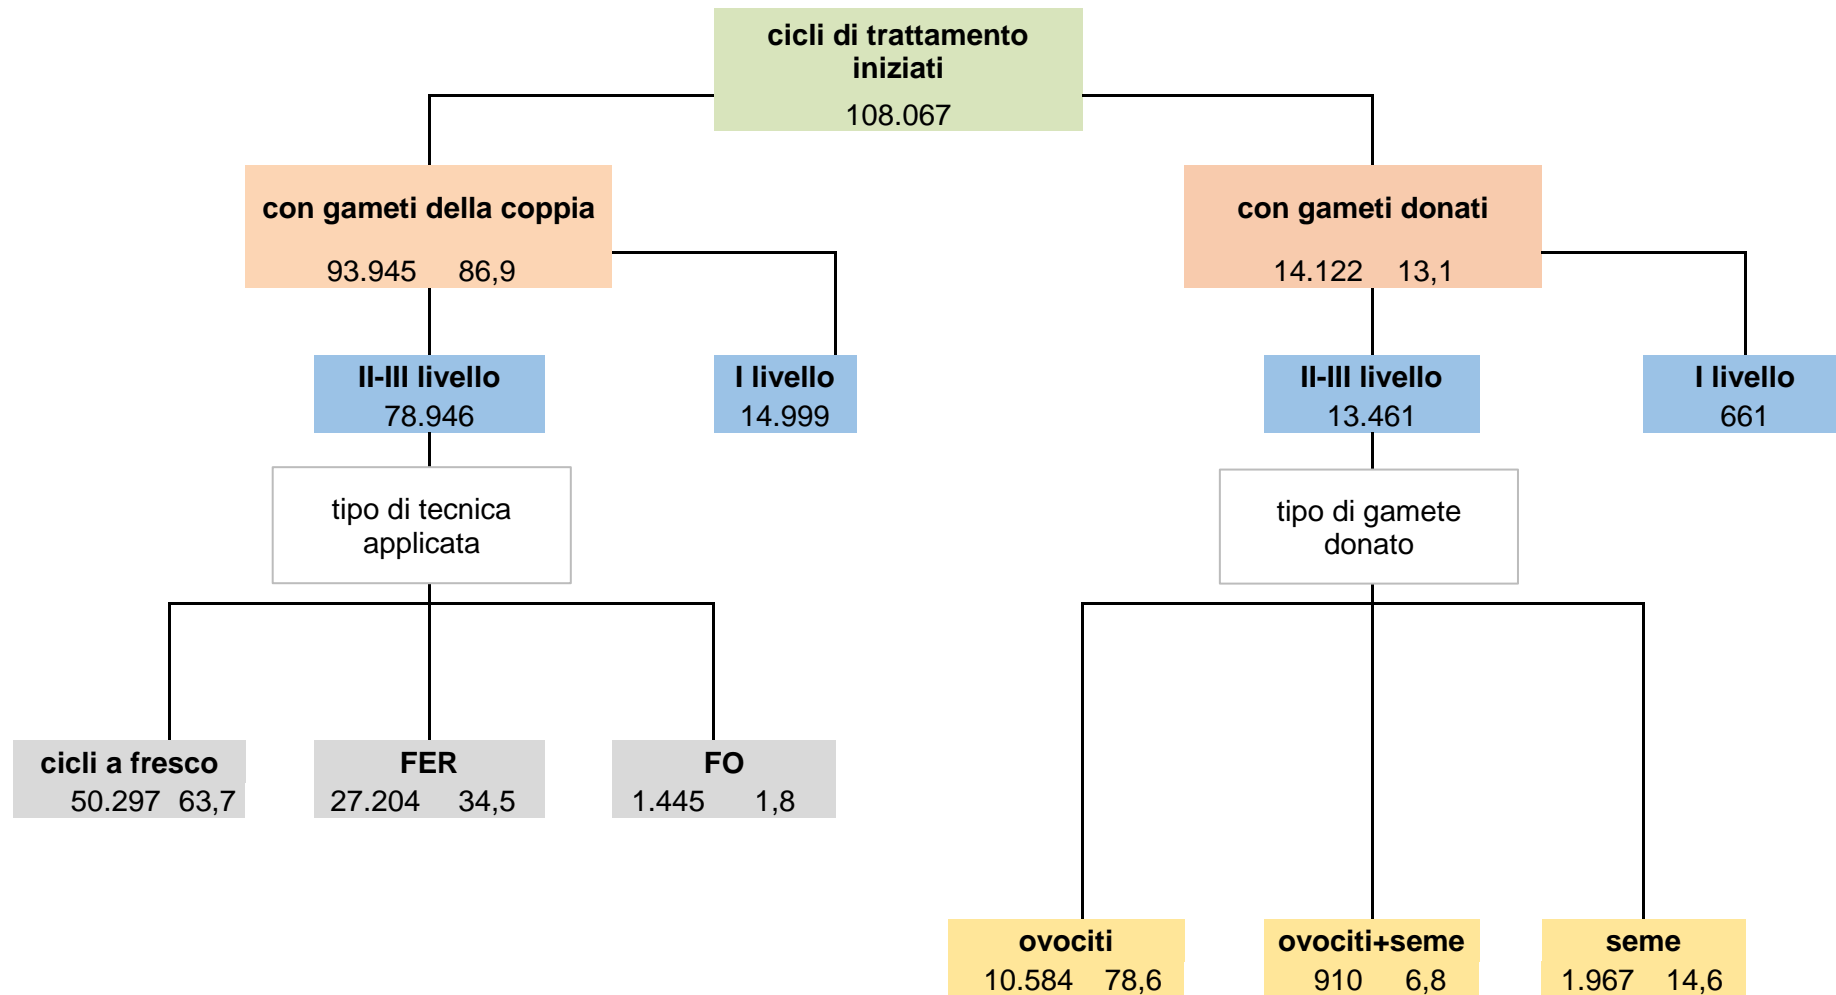 cicli di trattamento
iniziati
108.067
con gameti della coppia
93.945 86,9
con gameti donati
14.122 13,1
II-III livello
78.946
I livello
14.999
II-III livello
13.461
I livello
661
tipo di tecnica
applicata
tipo di gamete
donato
cicli a fresco
50.297 63,7
FER
27.204 34,5
FO
1.445 1,8
ovociti
10.584 78,6
ovociti+seme
910 6,8
seme
1.967 14,6